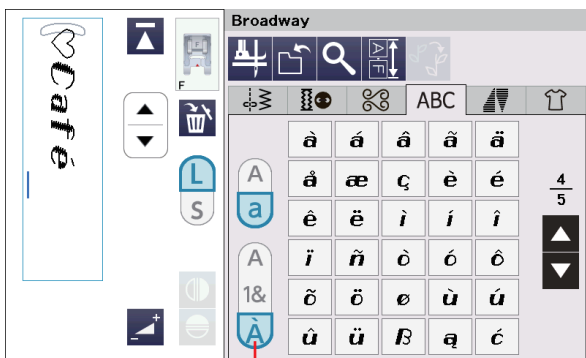 Broadway
♡Café
F
L
S
A
F
ABC
A
a
A
1&
À
à á â ã ä
å æ ç è é
ê ë ì í î
ï ñ ò ó ô
õ ö ø ù ú
û ü ß ą ć
4
5